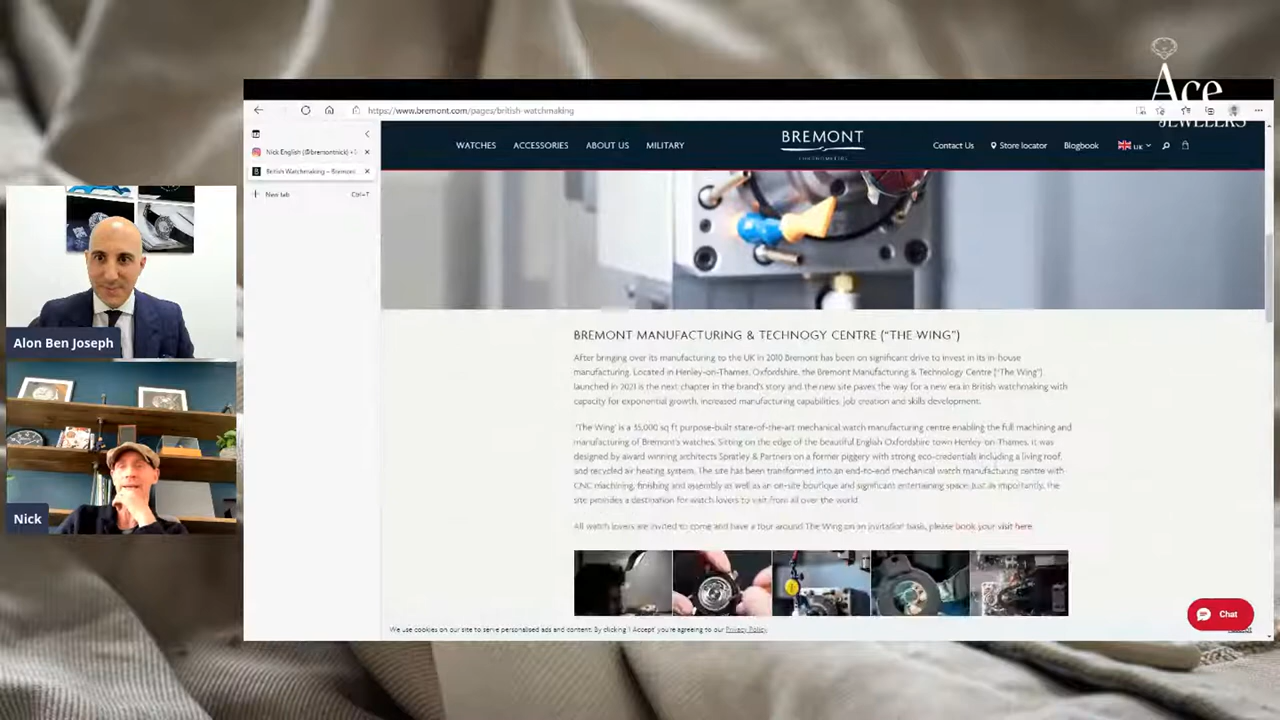 Ace
JEWELERS
https://www.bremont.com/pages/british-watchmaking
Nick English (@bremontnick) •
British Watchmaking – Bremont
New tab
Ctrl+T
WATCHES
ACCESSORIES
ABOUT US
MILITARY
BREMONT
CHRONOMETERS
Contact Us
Store locator
Blogbook
UK
Alon Ben Joseph
Nick
BREMONT MANUFACTURING & TECHNOGY CENTRE ("THE WING")
After bringing over its manufacturing to the UK in 2010 Bremont has been on significant drive to invest in its in-house
manufacturing. Located in Henley-on-Thames, Oxfordshire, the Bremont Manufacturing & Technology Centre ("The Wing")
launched in 2021 is the next chapter in the brand's story and the new site paves the way for a new era in British watchmaking with
capacity for exponential growth, increased manufacturing capabilities, job creation and skills development.
'The Wing' is a 35,000 sq ft purpose-built state-of-the-art mechanical watch manufacturing centre enabling the full machining and
manufacturing of Bremont's watches. Sitting on the edge of the beautiful English Oxfordshire town Henley-on-Thames, it was
designed by award winning architects Spratley & Partners on a former piggery with strong eco-credentials including a living roof,
and recycled air heating system. The site has been transformed into an end-to-end mechanical watch manufacturing centre with
CNC machining, finishing and assembly as well as an on-site boutique and significant entertaining space. Just as importantly, the
site provides a destination for watch lovers to visit from all over the world.
All watch lovers are invited to come and have a tour around The Wing on an invitation basis, please book your visit here.
Chat
We use cookies on our site to serve personalised ads and content. By clicking 'I Accept' you're agreeing to our Privacy Policy.